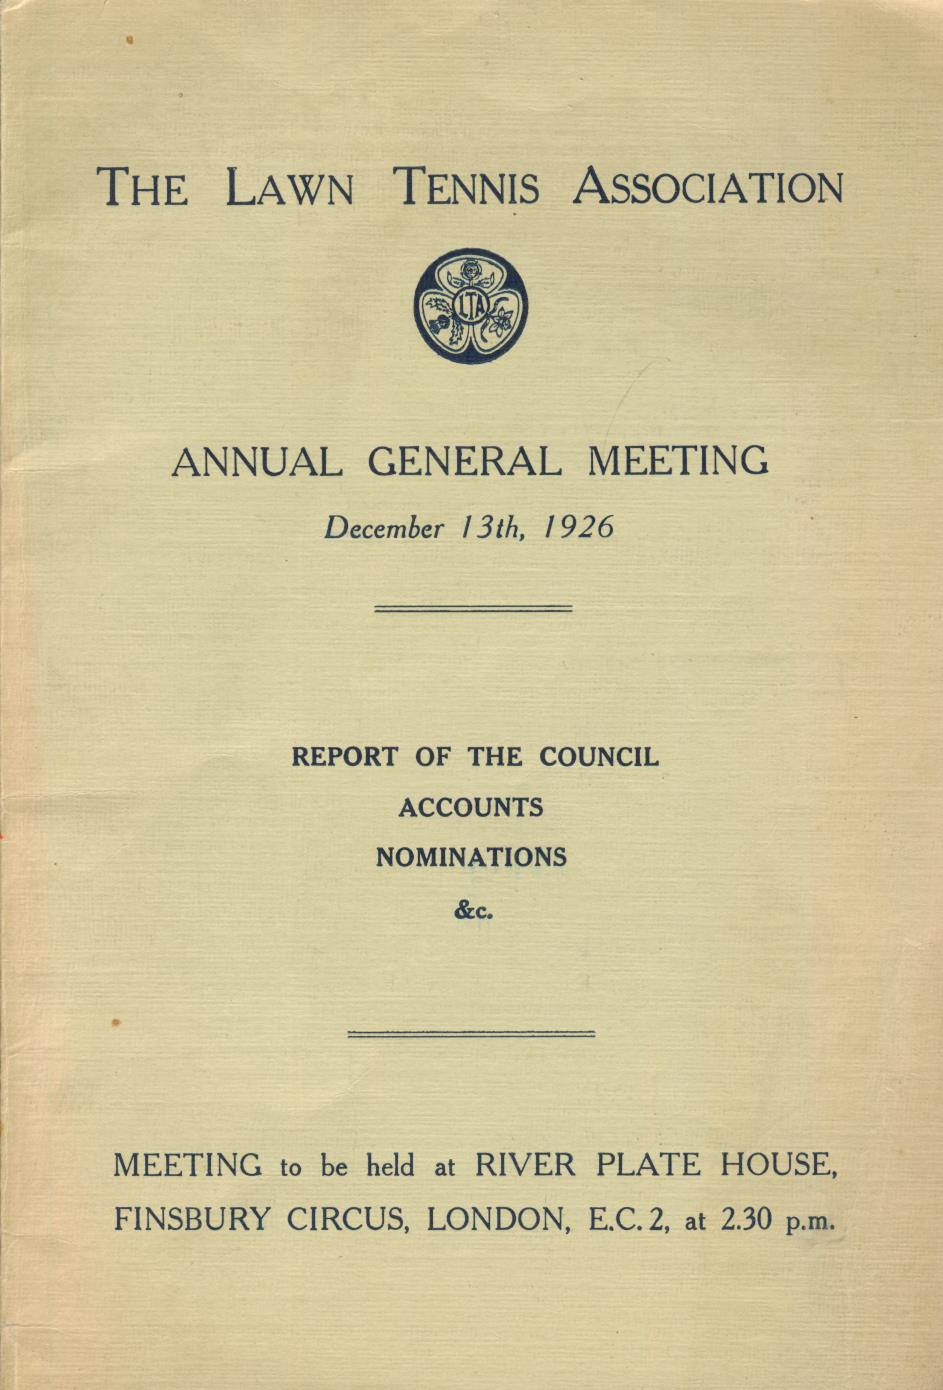 THE LAWN TENNIS ASSOCIATION
LTA
ANNUAL GENERAL MEETING
December 13th, 1926
REPORT OF THE COUNCIL
ACCOUNTS
NOMINATIONS
&c.
MEETING to be held at RIVER PLATE HOUSE,
FINSBURY CIRCUS, LONDON, E.C. 2, at 2.30 p.m.